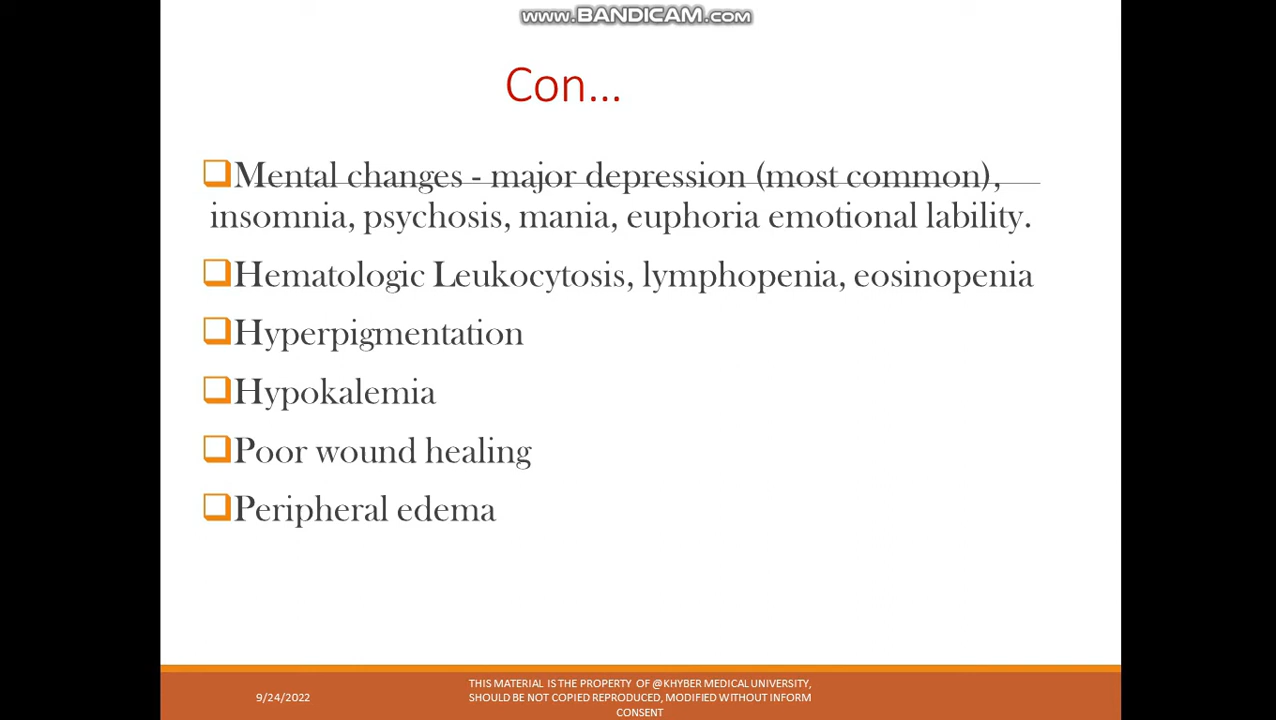 www.BANDICAM.com
Con...
Mental changes - major depression (most common),
insomnia, psychosis, mania, euphoria emotional lability.
Hematologic Leukocytosis, lymphopenia, eosinopenia
Hyperpigmentation
Hypokalemia
Poor wound healing
Peripheral edema
9/24/2022
THIS MATERIAL IS THE PROPERTY OF @KHYBER MEDICAL UNIVERSITY,
SHOULD BE NOT COPIED REPRODUCED, MODIFIED WITHOUT INFORM
CONSENT